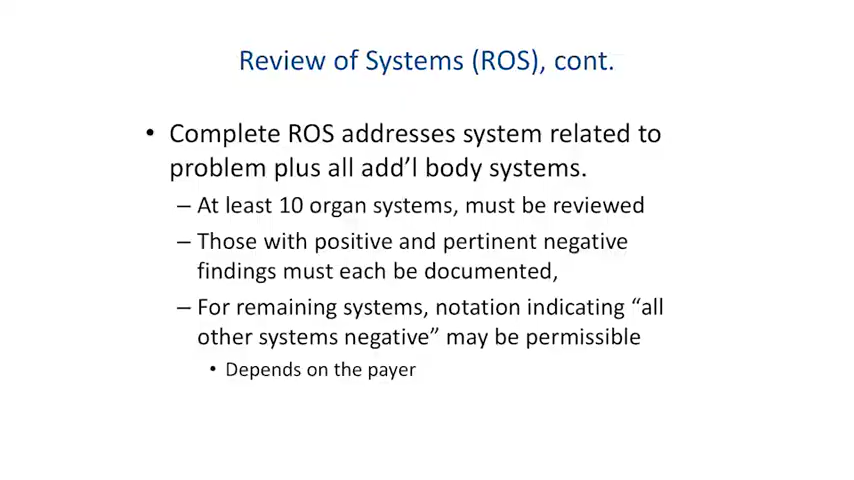 Review of Systems (ROS), cont.
• Complete ROS addresses system related to
problem plus all add’l body systems.
– At least 10 organ systems, must be reviewed
– Those with positive and pertinent negative
findings must each be documented,
– For remaining systems, notation indicating “all
other systems negative” may be permissible
• Depends on the payer